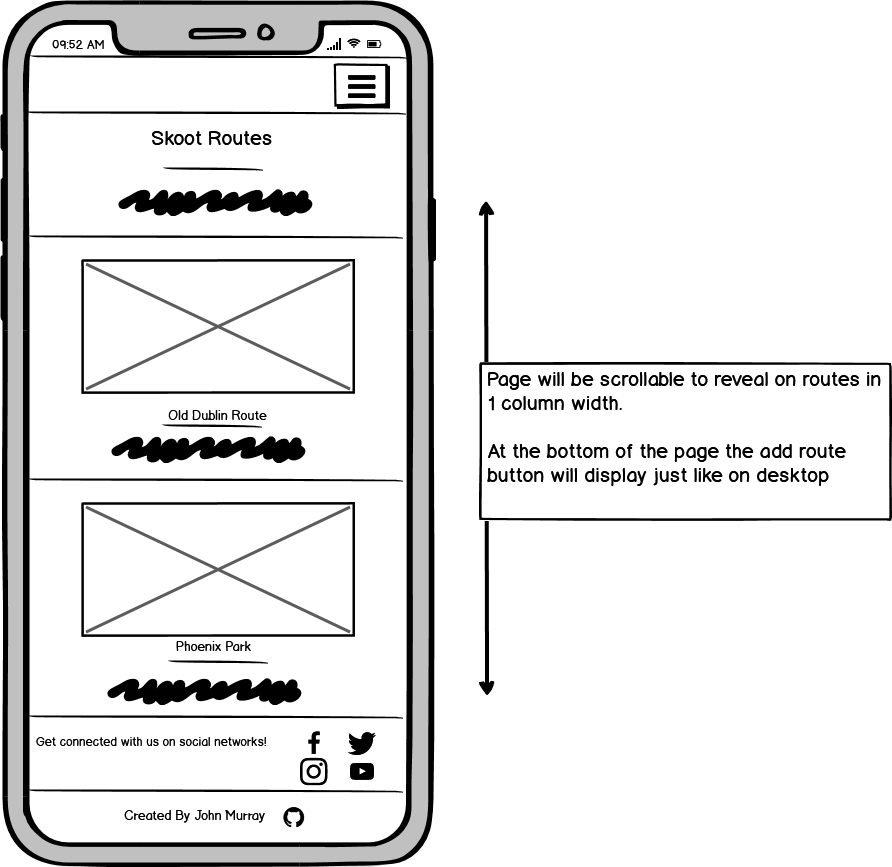 09:52 AM
Skoot Routes
Old Dublin Route
Phoenix Park
Get connected with us on social networks!
Created By John Murray
Page will be scrollable to reveal on routes in
1 column width.
At the bottom of the page the add route
button will display just like on desktop